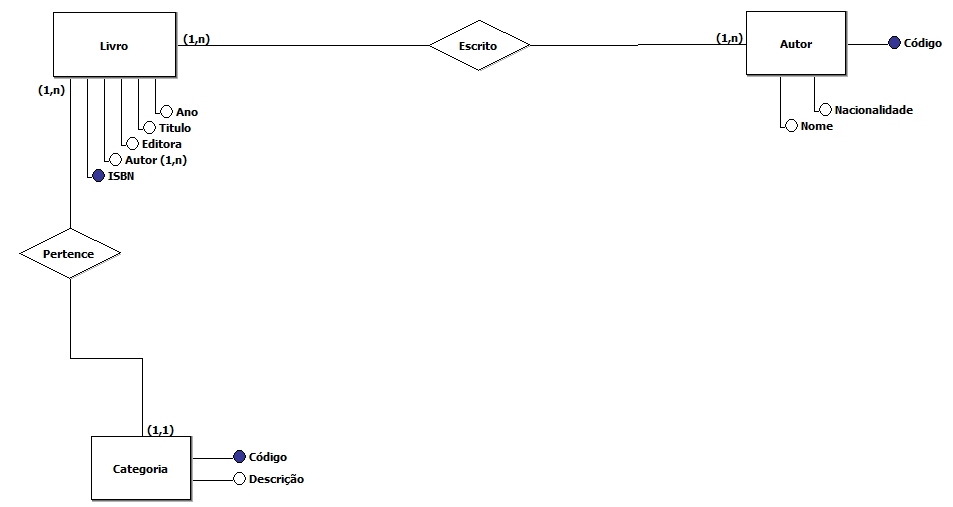 Livro
(1,n)
Escrito
(1,n)
Autor
Código
(1,n)
Ano
Titulo
Editora
Autor (1,n)
ISBN
Nacionalidade
Nome
Pertence
(1,1)
Categoria
Código
Descrição